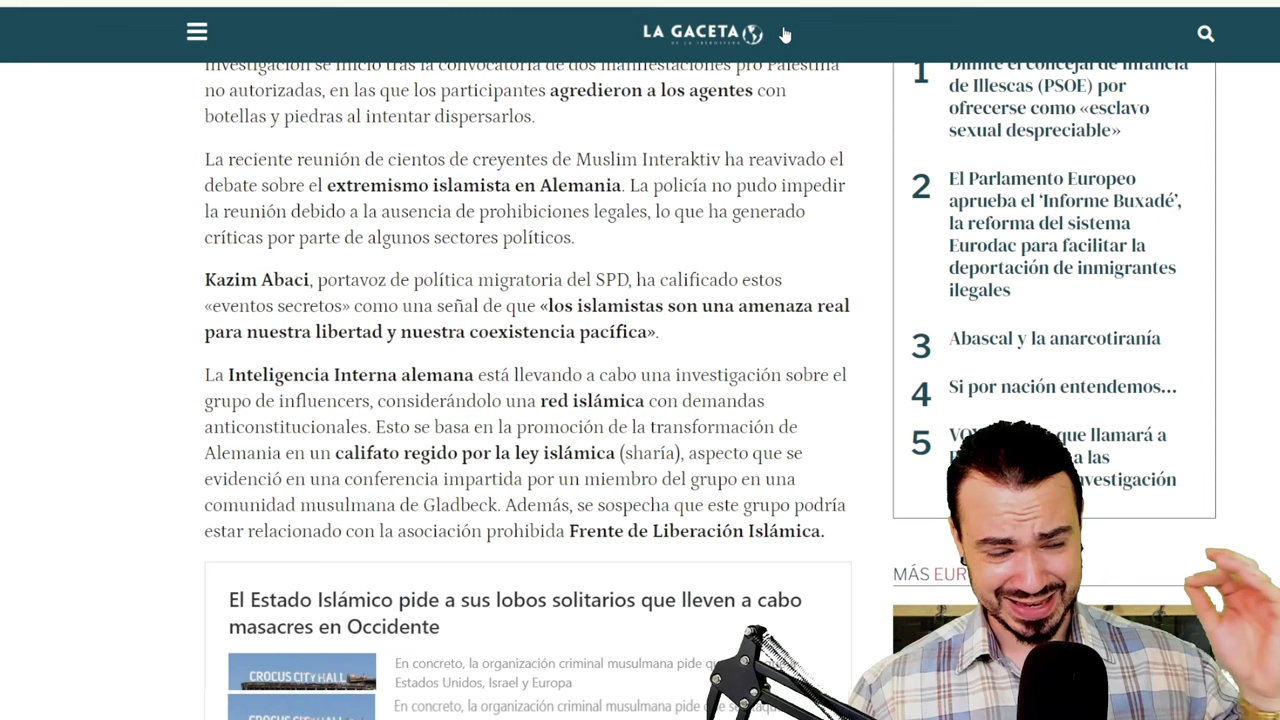 LA GACETA
DE LA IBEROSFERA
investigación se inició tras la convocatoria de dos manifestaciones pro Palestina
no autorizadas, en las que los participantes agredieron a los agentes con
botellas y piedras al intentar dispersarlos.
La reciente reunión de cientos de creyentes de Muslim Interaktiv ha reavivado el
debate sobre el extremismo islamista en Alemania. La policía no pudo impedir
la reunión debido a la ausencia de prohibiciones legales, lo que ha generado
críticas por parte de algunos sectores políticos.
Kazim Abaci, portavoz de política migratoria del SPD, ha calificado estos
«eventos secretos» como una señal de que «los islamistas son una amenaza real
para nuestra libertad y nuestra coexistencia pacífica».
La Inteligencia Interna alemana está llevando a cabo una investigación sobre el
grupo de influencers, considerándolo una red islámica con demandas
anticonstitucionales. Esto se basa en la promoción de la transformación de
Alemania en un califato regido por la ley islámica (sharía), aspecto que se
evidenció en una conferencia impartida por un miembro del grupo en una
comunidad musulmana de Gladbeck. Además, se sospecha que este grupo podría
estar relacionado con la asociación prohibida Frente de Liberación Islámica.
El Estado Islámico pide a sus lobos solitarios que lleven a cabo
masacres en Occidente
CROCUS CITY HALL
En concreto, la organización criminal musulmana pide
Estados Unidos, Israel y Europa
CROCUS CITY HALL
En concreto, la organización criminal musulmana pide que se
1 Dimite el concejal de Infancia
de Illescas (PSOE) por
ofrecerse como «esclavo
sexual despreciable»
2 El Parlamento Europeo
aprueba el ‘Informe Buxadé’,
la reforma del sistema
Eurodac para facilitar la
deportación de inmigrantes
ilegales
3 Abascal y la anarcotiranía
4 Si por nación entendemos…
5 que llamará a
a las
MÁS